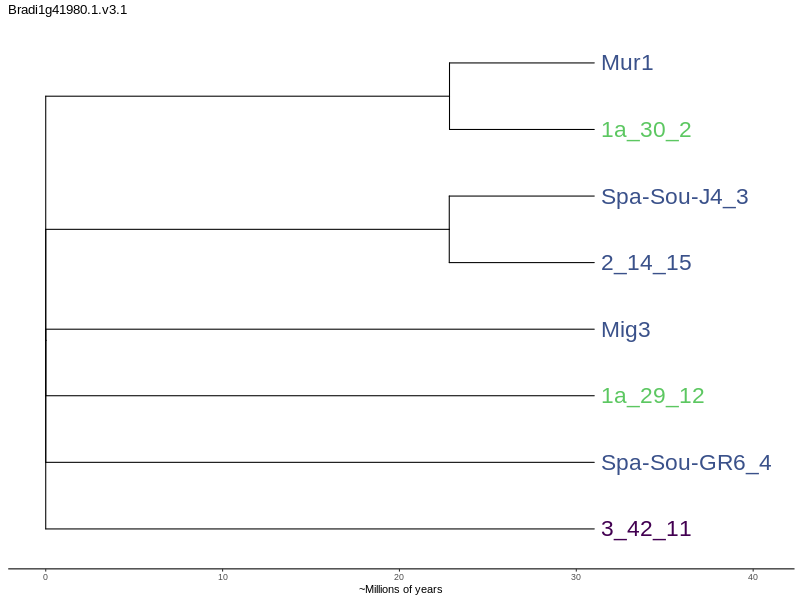 Bradi1g41980.1.v3.1
Mur1
1a_30_2
Spa-Sou-J4_3
2_14_15
Mig3
1a_29_12
Spa-Sou-GR6_4
3_42_11
0 10 20 30 40
~Millions of years